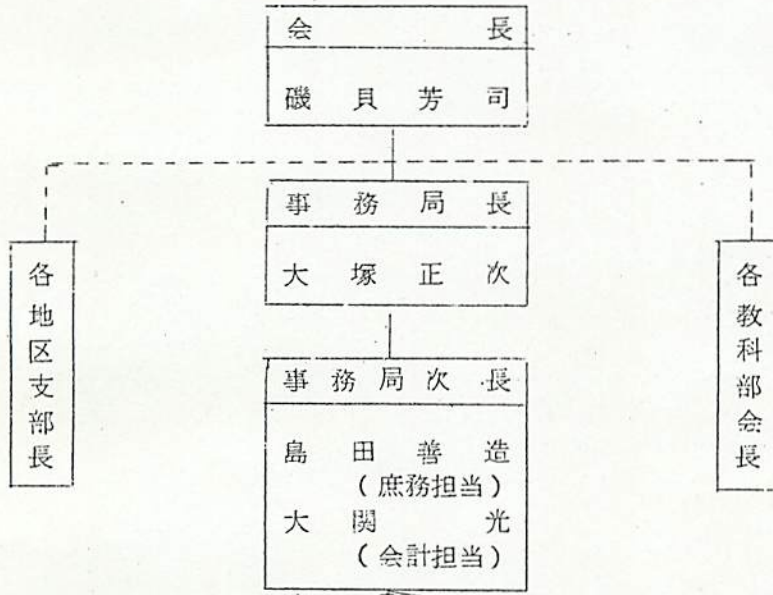 会長
磯貝芳司
事務局長
大塚正次
各地区支部長
各教科部会長
事務局次長
島田善造
(庶務担当)
大関光
(会計担当)